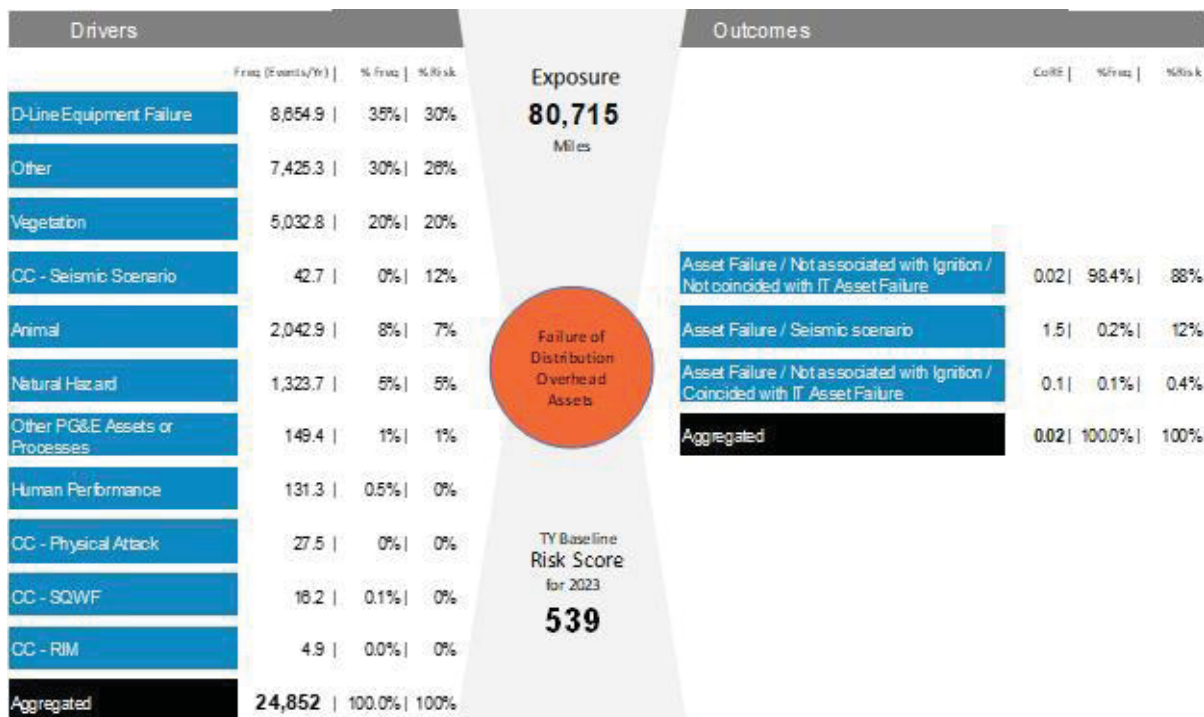 Drivers
Freq (Events/Yr) | % Freq | %Risk
D-Line Equipment Failure 8,654.9 | 35% | 30%
Other 7,425.3 | 30% | 26%
Vegetation 5,032.8 | 20% | 20%
CC - Seismic Scenario 42.7 | 0% | 12%
Animal 2,042.9 | 8% | 7%
Natural Hazard 1,323.7 | 5% | 5%
Other PG&E Assets or
Processes 149.4 | 1% | 1%
Human Performance 131.3 | 0.5% | 0%
CC - Physical Attack 27.5 | 0% | 0%
CC - SQWF 16.2 | 0.1% | 0%
CC - RIM 4.9 | 0.0% | 0%
Aggregated 24,852 | 100.0% | 100%
Exposure
80,715
Miles
Failure of
Distribution
Overhead
Assets
TY Baseline
Risk Score
for 2023
539
Outcomes
CoRE | %Freq | %Risk
Asset Failure / Not associated with Ignition /
Not coincided with IT Asset Failure 0.02 | 98.4% | 88%
Asset Failure / Seismic scenario 1.5 | 0.2% | 12%
Asset Failure / Not associated with Ignition /
Coincided with IT Asset Failure 0.1 | 0.1% | 0.4%
Aggregated 0.02 | 100.0% | 100%